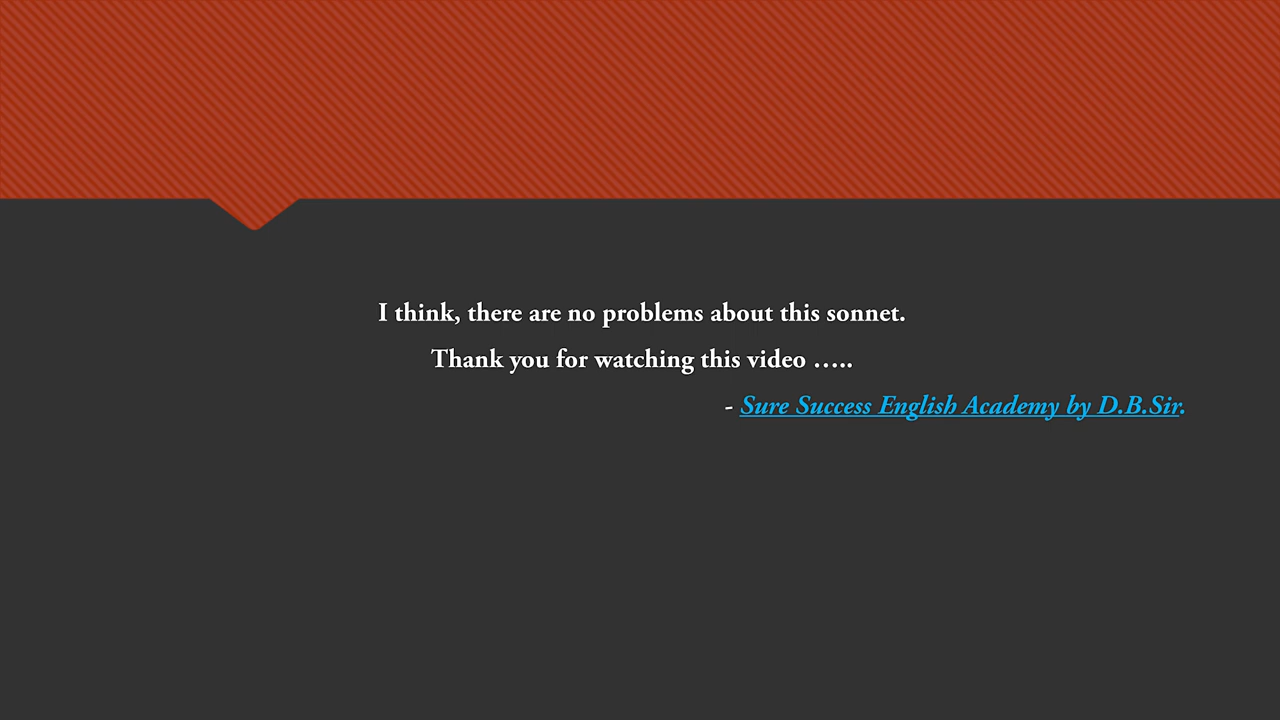 I think, there are no problems about this sonnet.
Thank you for watching this video …..
- Sure Success English Academy by D.B.Sir.